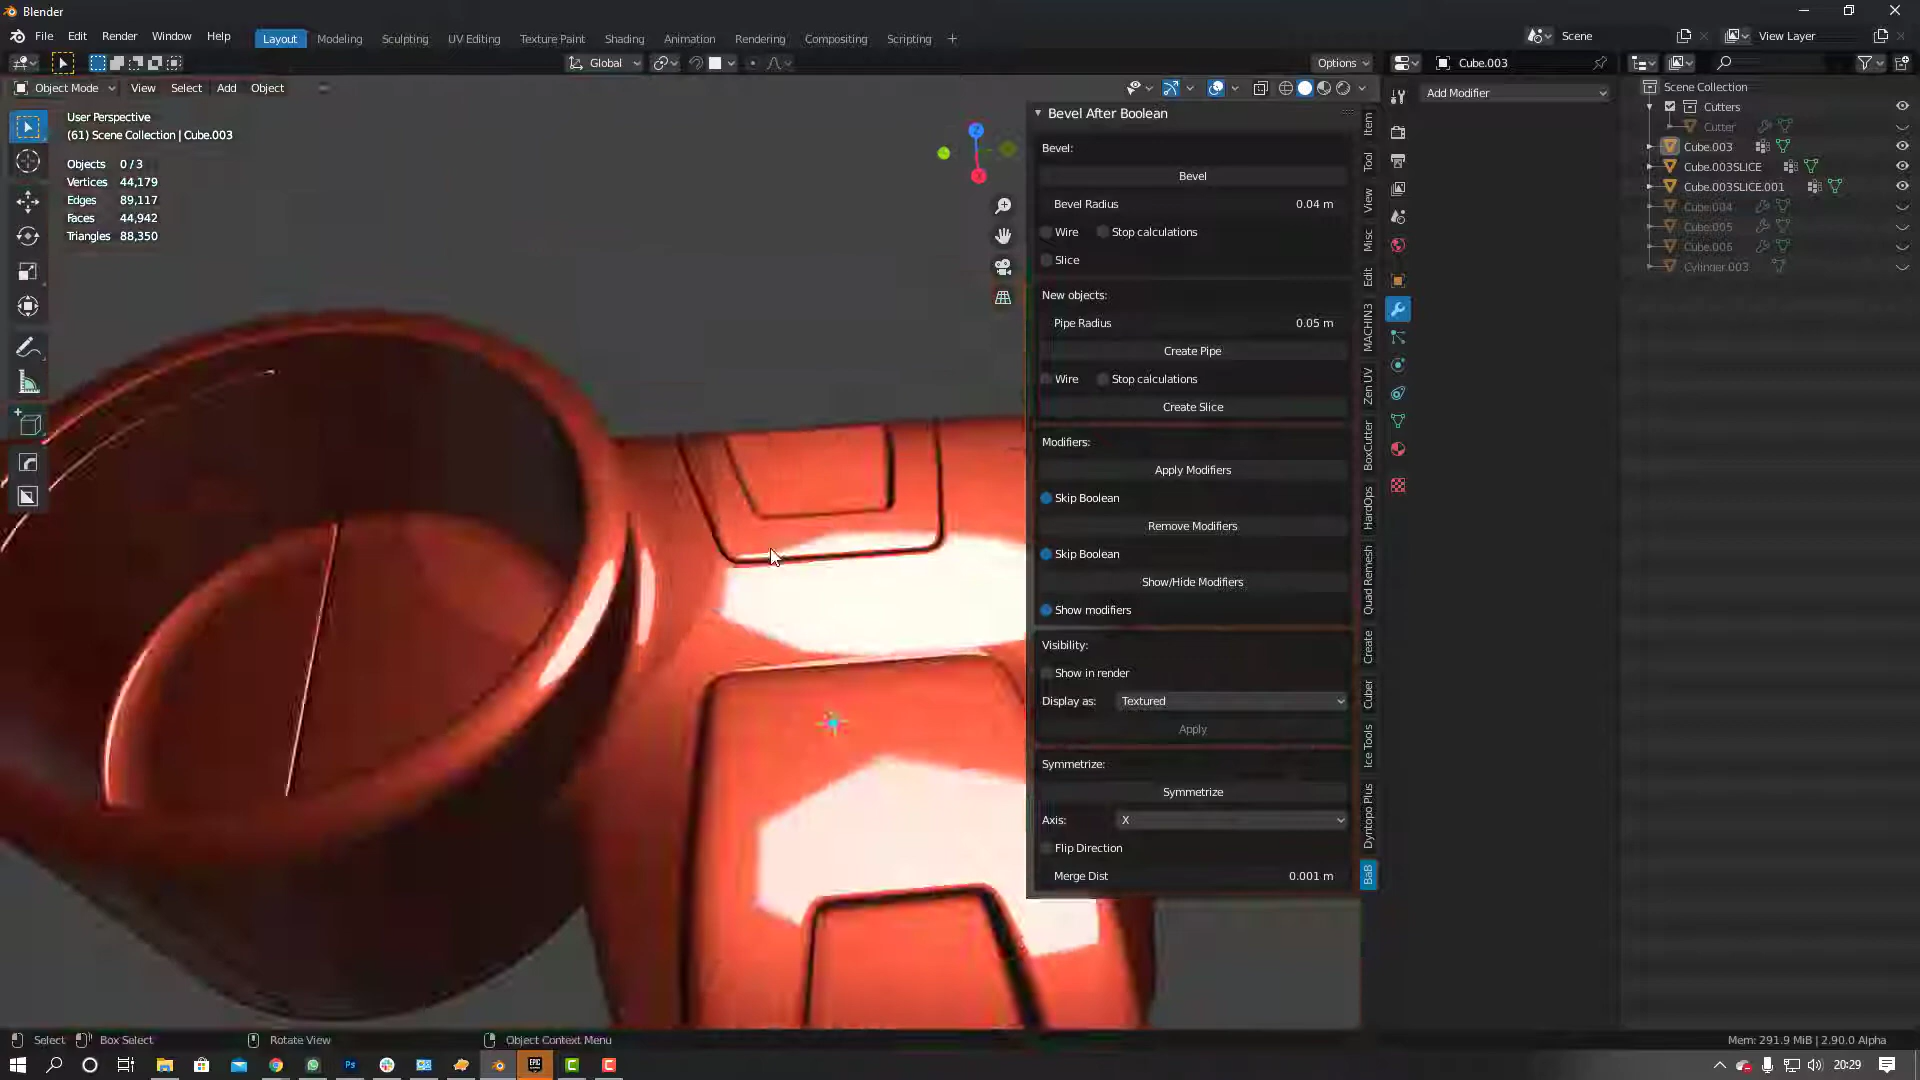 Blender
File Edit Render Window Help
Layout Modeling Sculpting UV Editing Texture Paint Shading Animation Rendering Compositing Scripting
Scene View Layer
Global
Options
Cube.003
Object Mode View Select Add Object
User Perspective
(61) Scene Collection | Cube.003
Objects 0 / 3
Vertices 44,179
Edges 89,117
Faces 44,942
Triangles 88,350
Z
X
Bevel After Boolean
Bevel:
Bevel
Bevel Radius 0.04 m
Wire Stop calculations
Slice
New objects:
Pipe Radius 0.05 m
Create Pipe
Wire Stop calculations
Create Slice
Modifiers:
Apply Modifiers
Skip Boolean
Remove Modifiers
Skip Boolean
Show/Hide Modifiers
Show modifiers
Visibility:
Show in render
Display as: Textured
Apply
Symmetrize:
Symmetrize
Axis: X
Flip Direction
Merge Dist 0.001 m
Item
Tool
View
Misc
Edit
MACHIN3
Zen UV
BoxCutter
HardOps
Quad Remesh
Create
Cuber
Ice Tools
Dyntopo Plus
BaB
Add Modifier
Scene Collection
Cutters
Cutter
Cube.003
Cube.003SLICE
Cube.003SLICE.001
Cube.004
Cube.005
Cube.006
Cylinder.003
Select Box Select Rotate View Object Context Menu
Mem: 291.9 MiB | 2.90.0 Alpha
Ps
EPIC
20:29